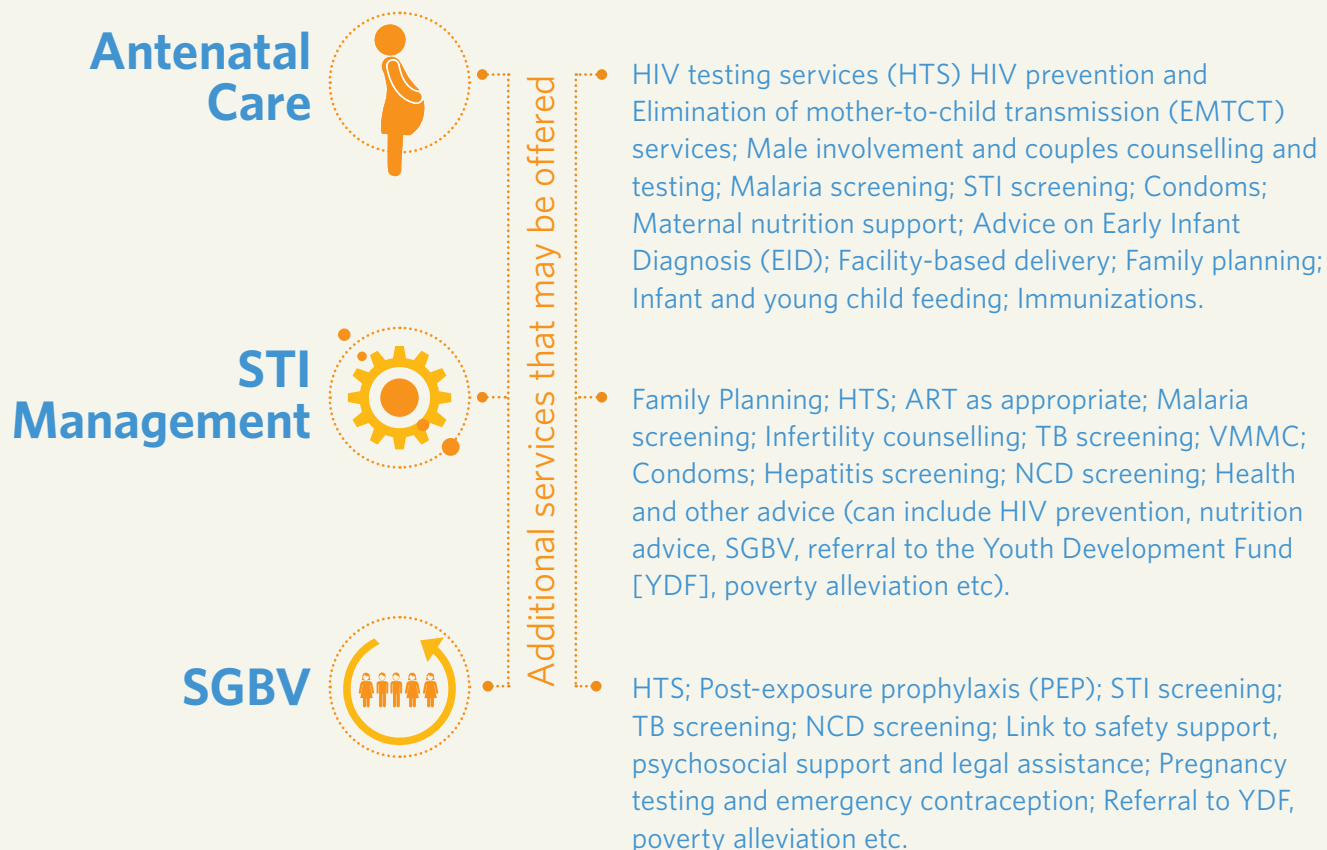 Antenatal
Care
Additional services that may be offered
HIV testing services (HTS) HIV prevention and
Elimination of mother-to-child transmission (EMTCT)
services; Male involvement and couples counselling and
testing; Malaria screening; STI screening; Condoms;
Maternal nutrition support; Advice on Early Infant
Diagnosis (EID); Facility-based delivery; Family planning;
Infant and young child feeding; Immunizations.
STI
Management
Family Planning; HTS; ART as appropriate; Malaria
screening; Infertility counselling; TB screening; VMMC;
Condoms; Hepatitis screening; NCD screening; Health
and other advice (can include HIV prevention, nutrition
advice, SGBV, referral to the Youth Development Fund
[YDF], poverty alleviation etc).
SGBV
HTS; Post-exposure prophylaxis (PEP); STI screening;
TB screening; NCD screening; Link to safety support,
psychosocial support and legal assistance; Pregnancy
testing and emergency contraception; Referral to YDF,
poverty alleviation etc.